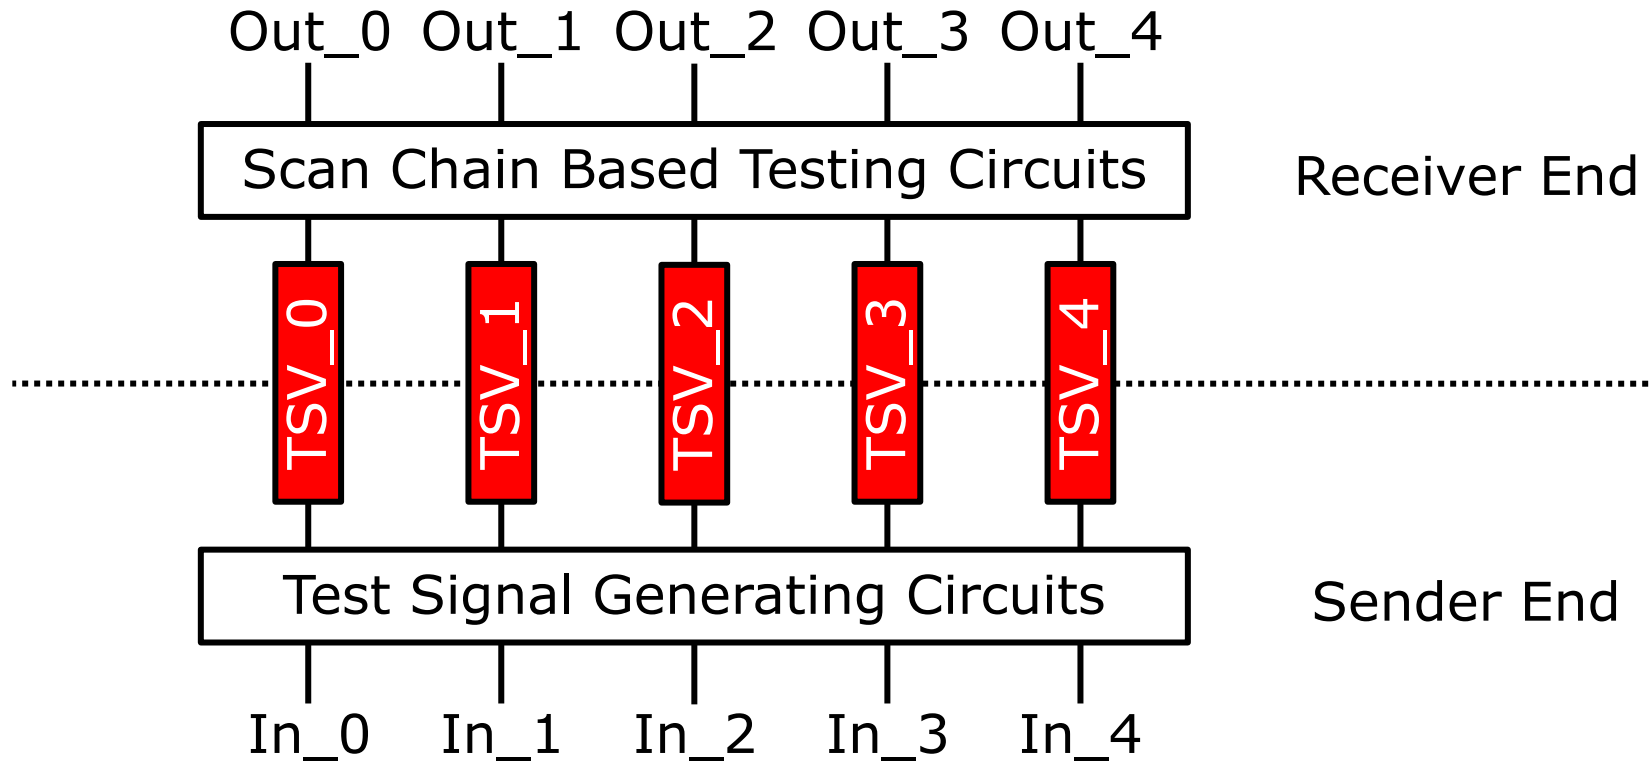 Out_0 Out_1 Out_2 Out_3 Out_4
Scan Chain Based Testing Circuits
Receiver End
TSV_0 TSV_1 TSV_2 TSV_3 TSV_4
Test Signal Generating Circuits
Sender End
In_0 In_1 In_2 In_3 In_4